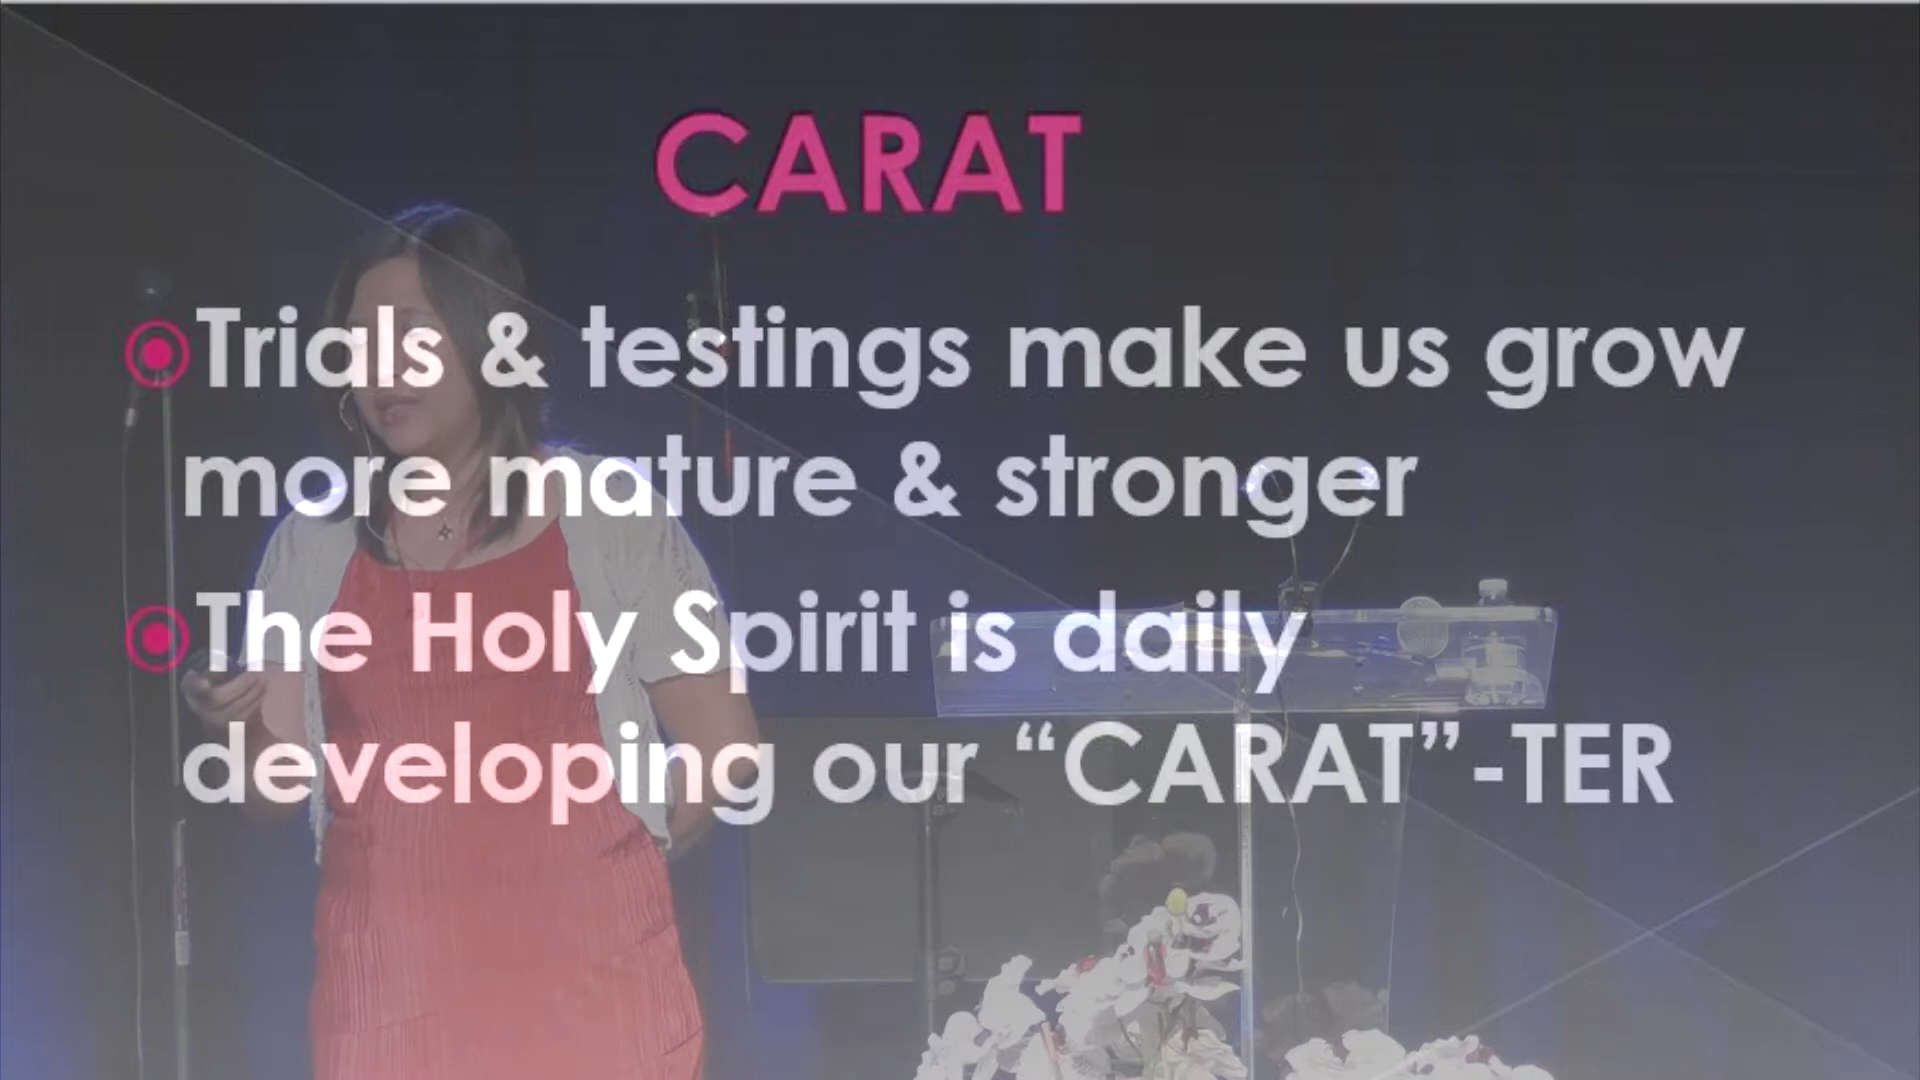 CARAT
Trials & testings make us grow
more mature & stronger
The Holy Spirit is daily
developing our “CARAT”-TER